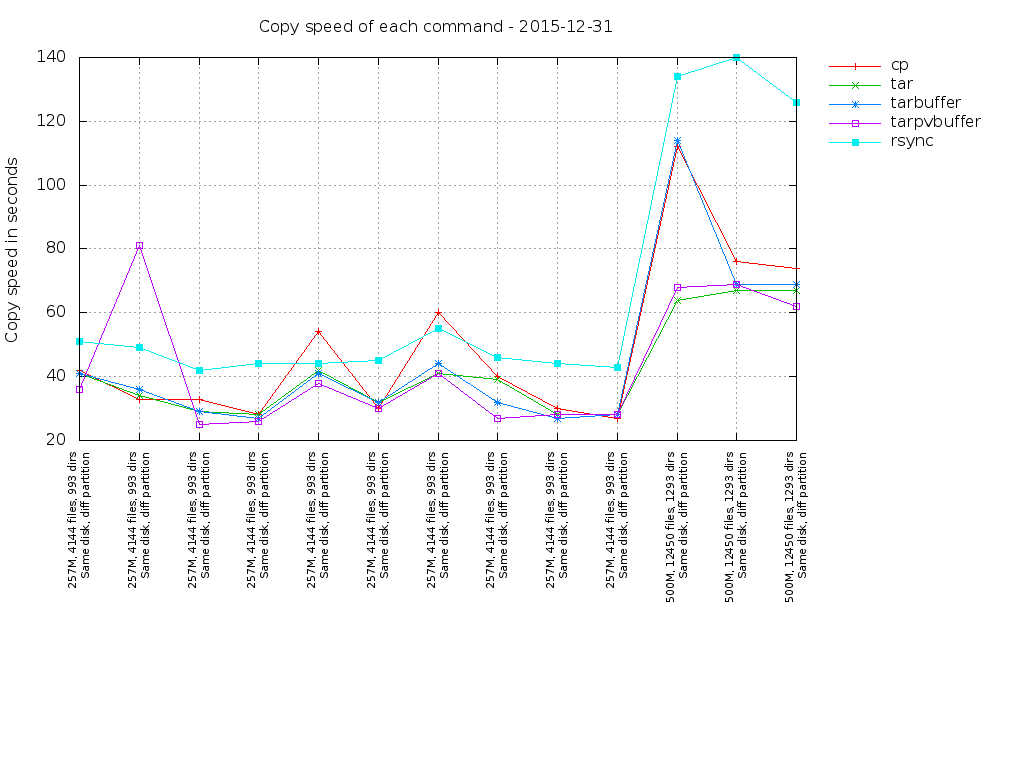 Copy speed of each command - 2015-12-31
Copy speed in seconds
140
120
100
80
60
40
20
cp
tar
tarbuffer
tarpvbuffer
rsync
257M, 4144 files, 993 dirs
Same disk, diff partition
257M, 4144 files, 993 dirs
Same disk, diff partition
257M, 4144 files, 993 dirs
Same disk, diff partition
257M, 4144 files, 993 dirs
Same disk, diff partition
257M, 4144 files, 993 dirs
Same disk, diff partition
257M, 4144 files, 993 dirs
Same disk, diff partition
257M, 4144 files, 993 dirs
Same disk, diff partition
257M, 4144 files, 993 dirs
Same disk, diff partition
257M, 4144 files, 993 dirs
Same disk, diff partition
257M, 4144 files, 993 dirs
Same disk, diff partition
500M, 12450 files, 1293 dirs
Same disk, diff partition
500M, 12450 files, 1293 dirs
Same disk, diff partition
500M, 12450 files, 1293 dirs
Same disk, diff partition